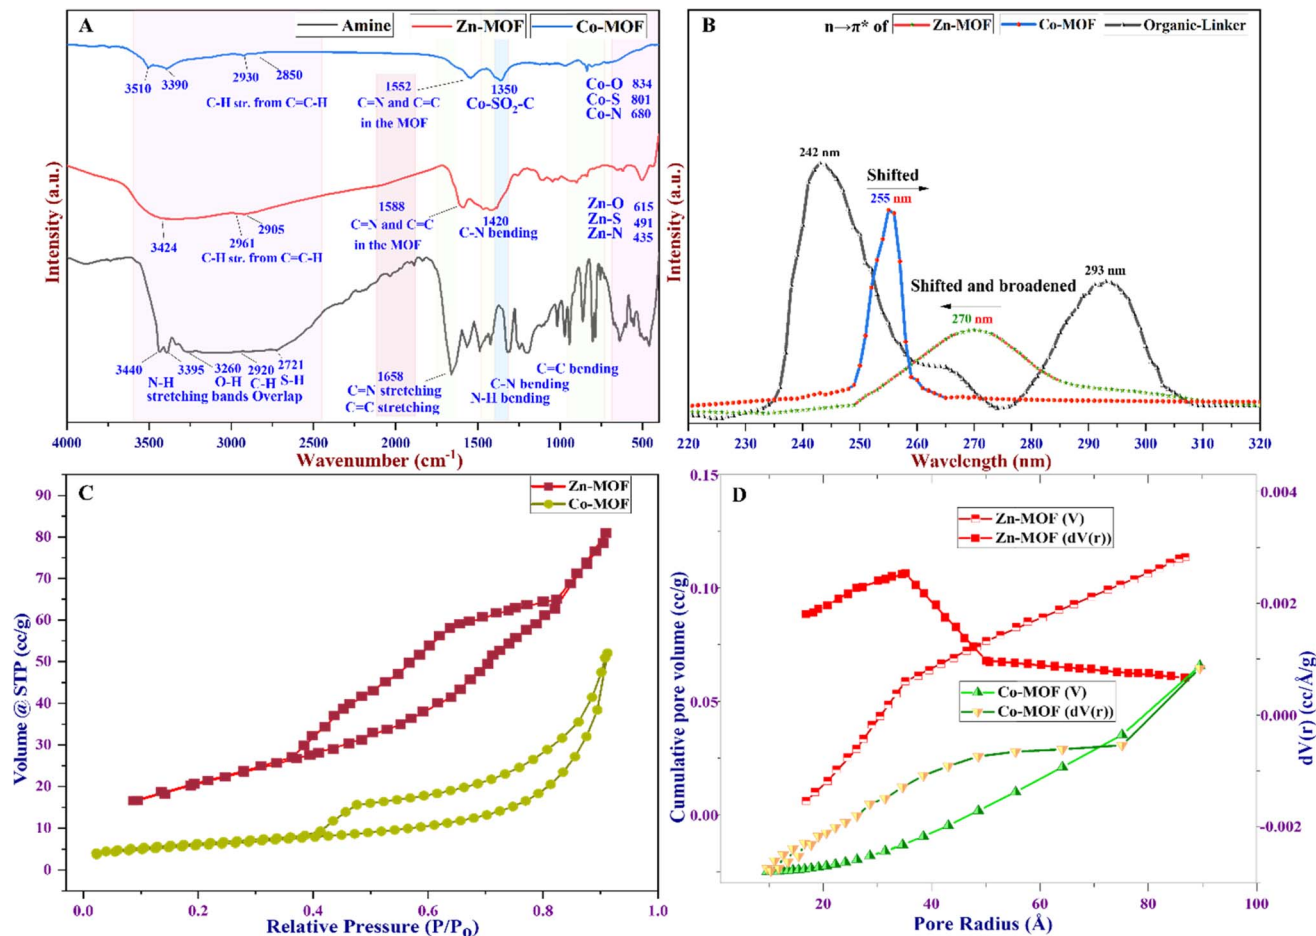 A
Amine
Zn-MOF
Co-MOF
3510
3390
2930
2850
C-H str. from C=C-H
1552
C=N and C=C
in the MOF
1350
Co-SO₂-C
Co-O 834
Co-S 801
Co-N 680
3424
2961
2905
C-H str. from C=C-H
1588
C=N and C=C
in the MOF
1420
C-N bending
Zn-O 615
Zn-S 491
Zn-N 435
3440
3395
3260
2920
2721
N-H
O-H
C-H
S-H
stretching bands Overlap
1658
C=N stretching
C=C stretching
C=C bending
C-N bending
N-H bending
Intensity (a.u.)
4000 3500 3000 2500 2000 1500 1000 500
Wavenumber (cm⁻¹)
B
n→π* of
Zn-MOF
Co-MOF
Organic-Linker
242 nm
Shifted
255 nm
Shifted and broadened
270 nm
293 nm
Intensity (a.u.)
220 230 240 250 260 270 280 290 300 310 320
Wavelength (nm)
C
Zn-MOF
Co-MOF
Volume @ STP (cc/g)
90
80
70
60
50
40
30
20
10
0
0.0 0.2 0.4 0.6 0.8 1.0
Relative Pressure (P/P₀)
D
Zn-MOF (V)
Zn-MOF (dV(r))
Co-MOF (V)
Co-MOF (dV(r))
Cumulative pore volume (cc/g)
0.15
0.10
0.05
0.00
0.004
0.002
0.000
-0.002
dV(r) (cc/Å/g)
20 40 60 80 100
Pore Radius (Å)